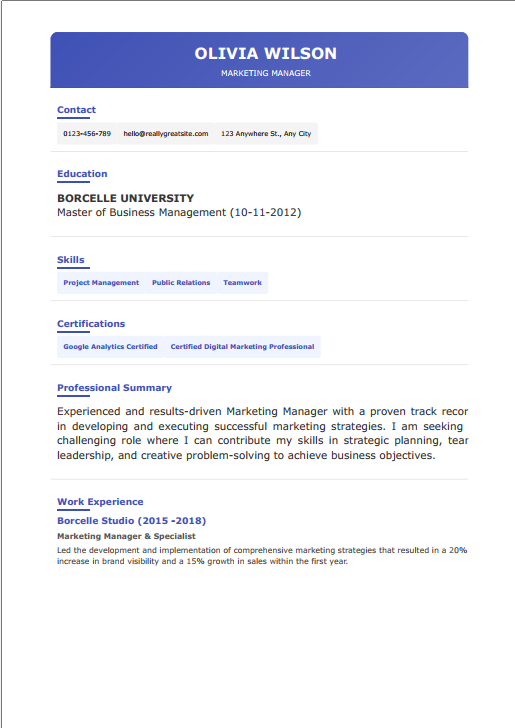 OLIVIA WILSON
MARKETING MANAGER
Contact
0123-456-789 hello@reallygreatsite.com 123 Anywhere St., Any City
Education
BORCELLE UNIVERSITY
Master of Business Management (10-11-2012)
Skills
Project Management Public Relations Teamwork
Certifications
Google Analytics Certified Certified Digital Marketing Professional
Professional Summary
Experienced and results-driven Marketing Manager with a proven track recor
in developing and executing successful marketing strategies. I am seeking
challenging role where I can contribute my skills in strategic planning,
leadership, and creative problem-solving to achieve business objectives.
Work Experience
Borcelle Studio (2015 -2018)
Marketing Manager & Specialist
Led the development and implementation of comprehensive marketing strategies that resulted in a 20%
increase in brand visibility and a 15% growth in sales within the first year.